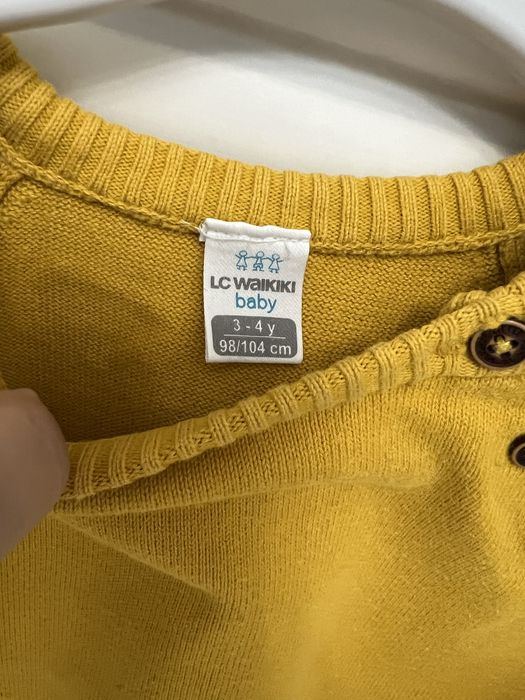 LC WAIKIKI
baby
3 - 4 y
98/104 cm